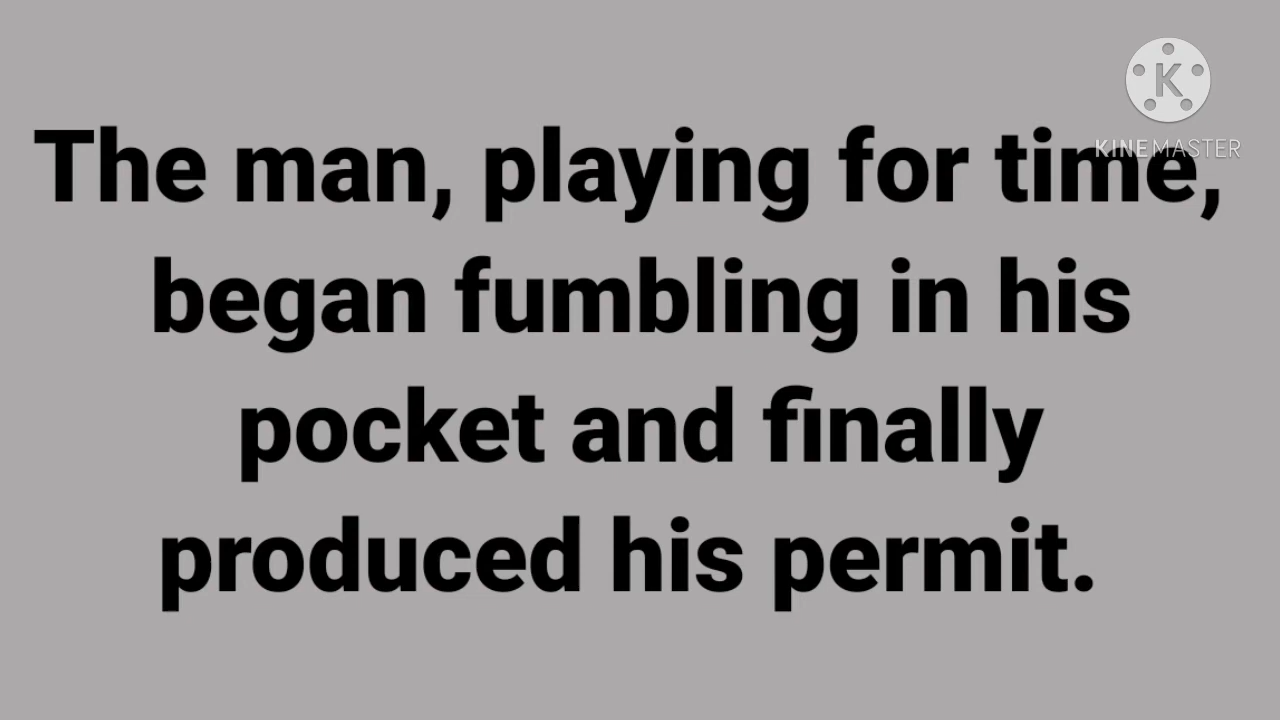 K
KINEMASTER
The man, playing for time,
began fumbling in his
pocket and finally
produced his permit.